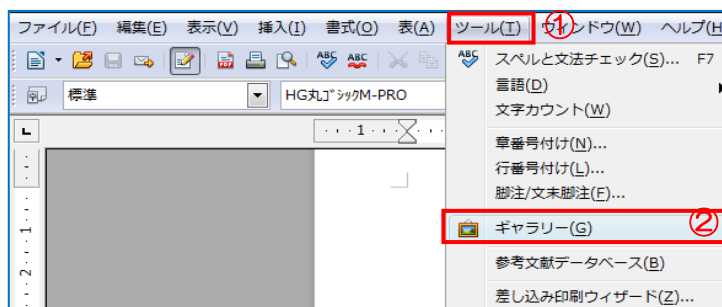 ファイル(F) 編集(E) 表示(V) 挿入(I) 書式(O) 表(A) ツール(T) ① ウィンドウ(W) ヘルプ(H
ABC ABC ABC スペルと文法チェック(S)... F7
標準 HG丸ｺﾞｼｯｸM-PRO 言語(D)
文字カウント(W)
1
章番号付け(N)...
行番号付け(L)...
脚注/文末脚注(F)...
1
ギャラリー(G) ②
参考文献データベース(B)
2
差し込み印刷ウィザード(Z)...